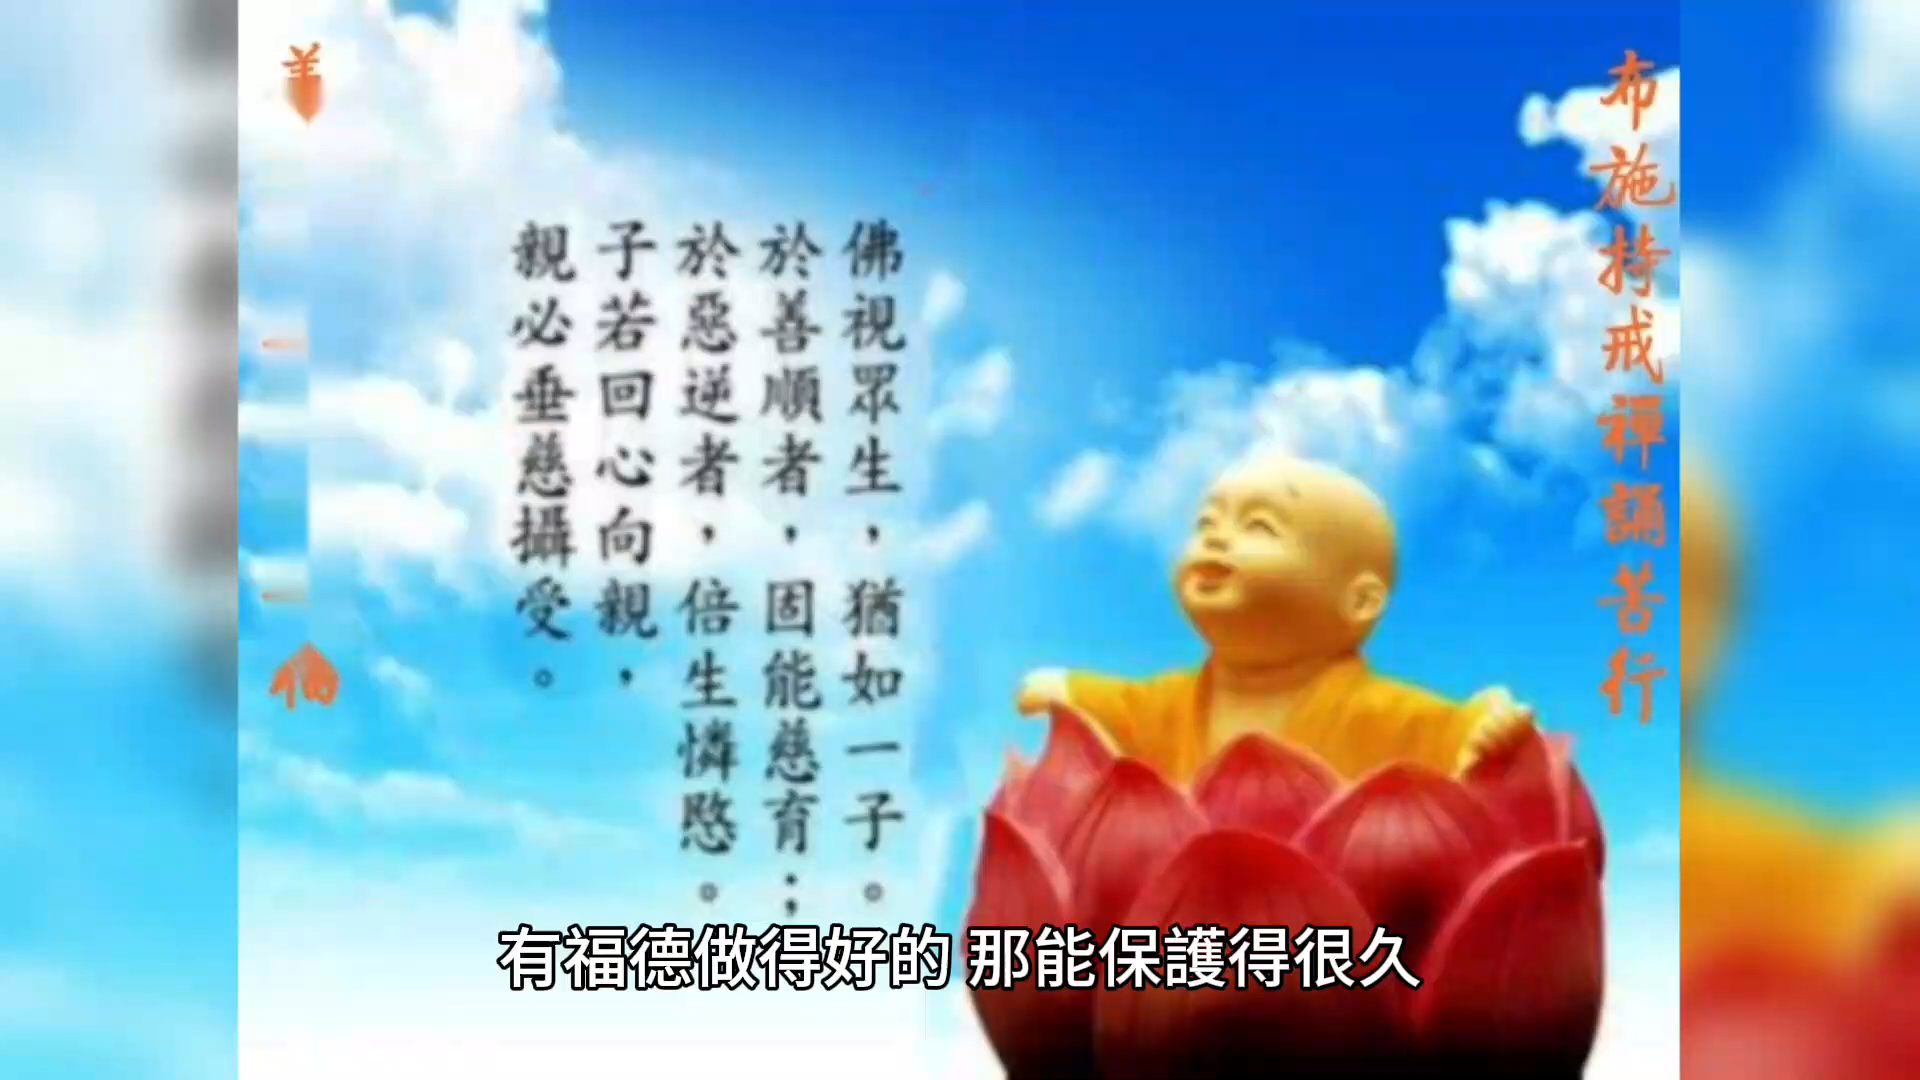 布施持戒禪誦苦行
佛視眾生，猶如一子。
於善順者，固能慈育；
於惡逆者，倍生憐愍。
子若回心向親，
親必垂慈攝受。
有福德做得好的 那能保護得很久